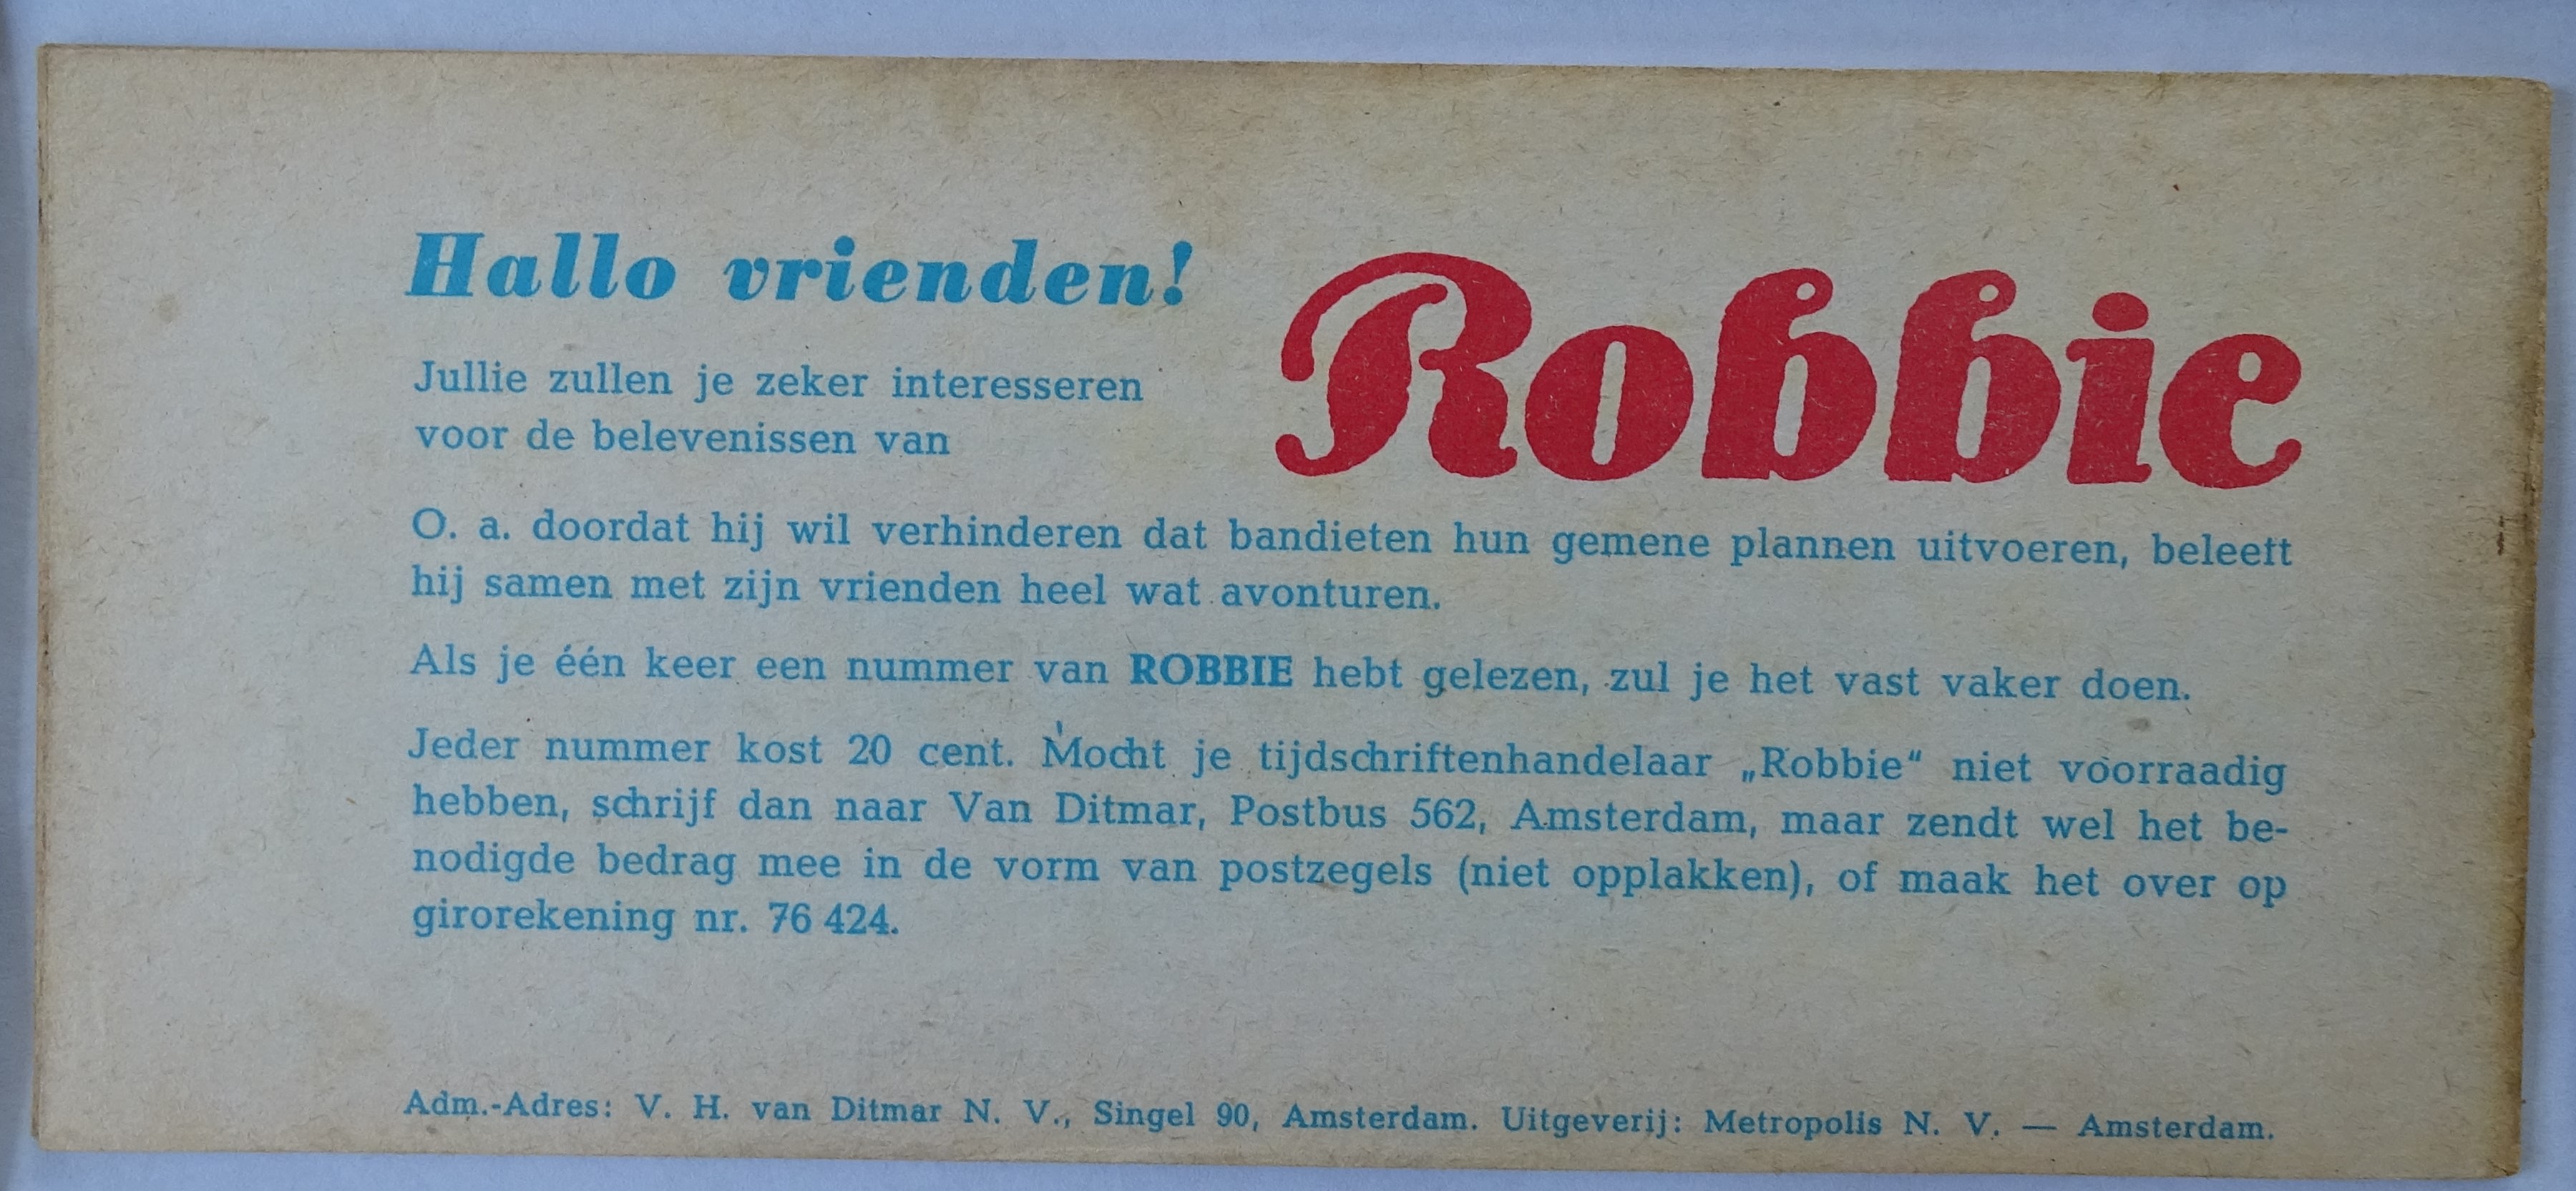 Hallo vrienden!
Jullie zullen je zeker interesseren
voor de belevenissen van
Robbie
O. a. doordat hij wil verhinderen dat bandieten hun gemene plannen uitvoeren, beleeft
hij samen met zijn vrienden heel wat avonturen.
Als je één keer een nummer van ROBBIE hebt gelezen, zul je het vast vaker doen.
Jeder nummer kost 20 cent. Mocht je tijdschriftenhandelaar „Robbie“ niet voorraadig
hebben, schrijf dan naar Van Ditmar, Postbus 562, Amsterdam, maar zendt wel het be-
nodigde bedrag mee in de vorm van postzegels (niet opplakken), of maak het over op
girorekening nr. 76 424.
Adm.-Adres: V. H. van Ditmar N. V., Singel 90, Amsterdam. Uitgeverij: Metropolis N. V. — Amsterdam.